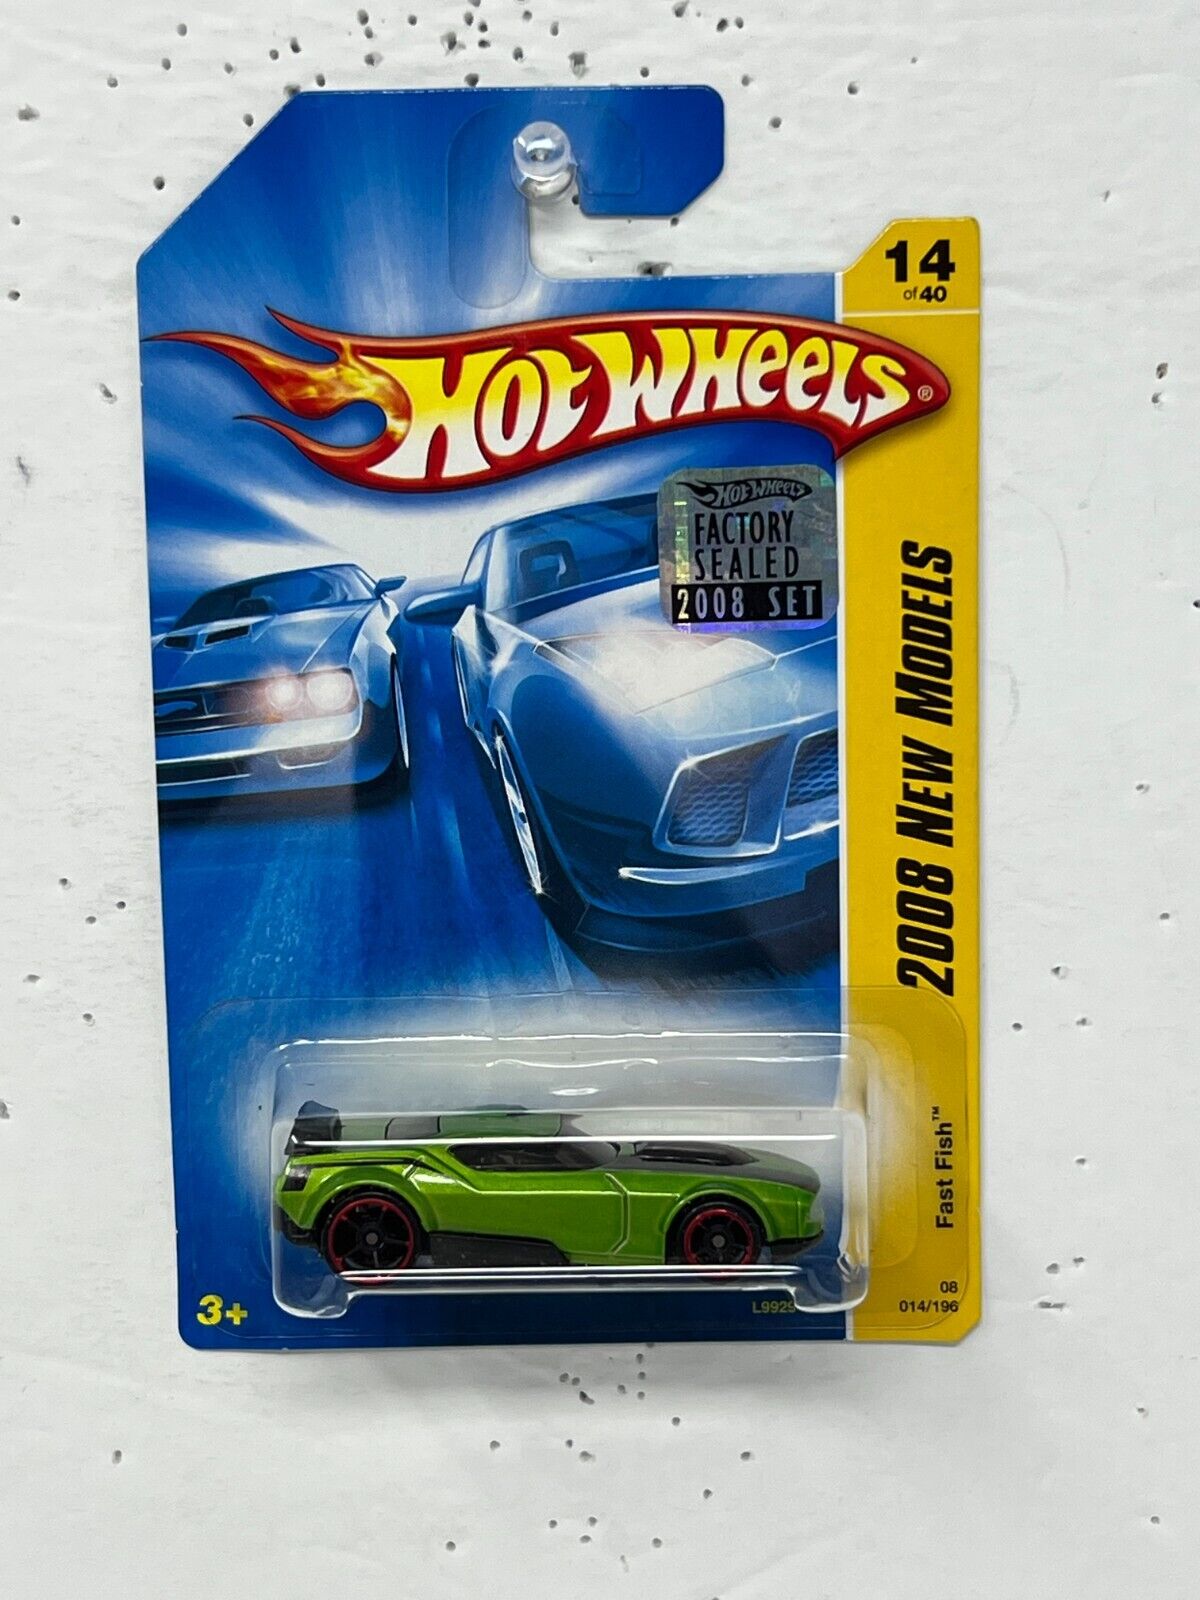 14
of 40
HOT WHEELS®
HOT WHEELS
FACTORY
SEALED
2008 SET
2008 NEW MODELS
Fast Fish™
3+
L9929
08
014/196